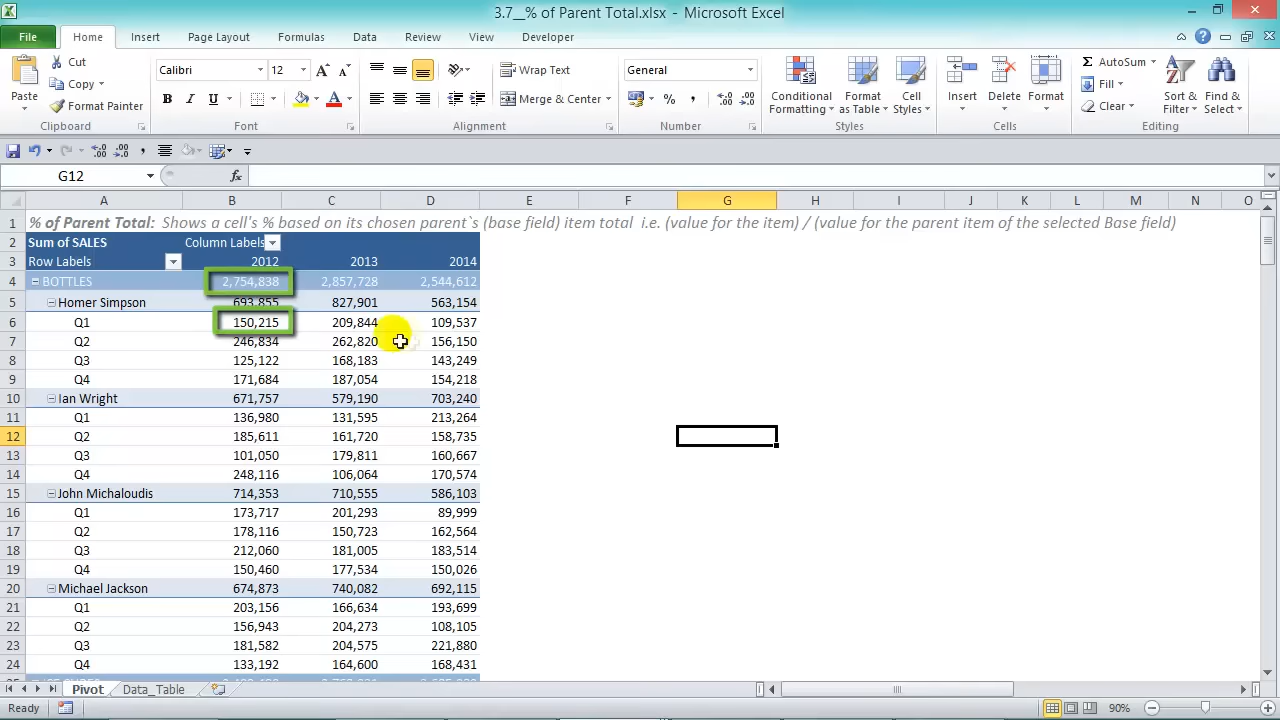 3.7__% of Parent Total.xlsx - Microsoft Excel
File Home Insert Page Layout Formulas Data Review View Developer
Paste Cut Copy Format Painter Clipboard
Calibri 12 A A B I U A Font
Wrap Text Merge & Center Alignment
General % , Number
Conditional Formatting Format as Table Cell Styles Styles
Insert Delete Format Cells
Σ AutoSum Fill Clear Sort & Filter Find & Select Editing
G12 fx
A B C D E F G H I J K L M N O
1 % of Parent Total: Shows a cell's % based on its chosen parent`s (base field) item total i.e. (value for the item) / (value for the parent item of the selected Base field)
2 Sum of SALES Column Labels
3 Row Labels 2012 2013 2014
4 BOTTLES 2,754,838 2,857,728 2,544,612
5 Homer Simpson 693,855 827,901 563,154
6 Q1 150,215 209,844 109,537
7 Q2 246,834 262,820 156,150
8 Q3 125,122 168,183 143,249
9 Q4 171,684 187,054 154,218
10 Ian Wright 671,757 579,190 703,240
11 Q1 136,980 131,595 213,264
12 Q2 185,611 161,720 158,735
13 Q3 101,050 179,811 160,667
14 Q4 248,116 106,064 170,574
15 John Michaloudis 714,353 710,555 586,103
16 Q1 173,717 201,293 89,999
17 Q2 178,116 150,723 162,564
18 Q3 212,060 181,005 183,514
19 Q4 150,460 177,534 150,026
20 Michael Jackson 674,873 740,082 692,115
21 Q1 203,156 166,634 193,699
22 Q2 156,943 204,273 108,105
23 Q3 181,582 204,575 221,880
24 Q4 133,192 164,600 168,431
Pivot Data_Table
Ready 90%